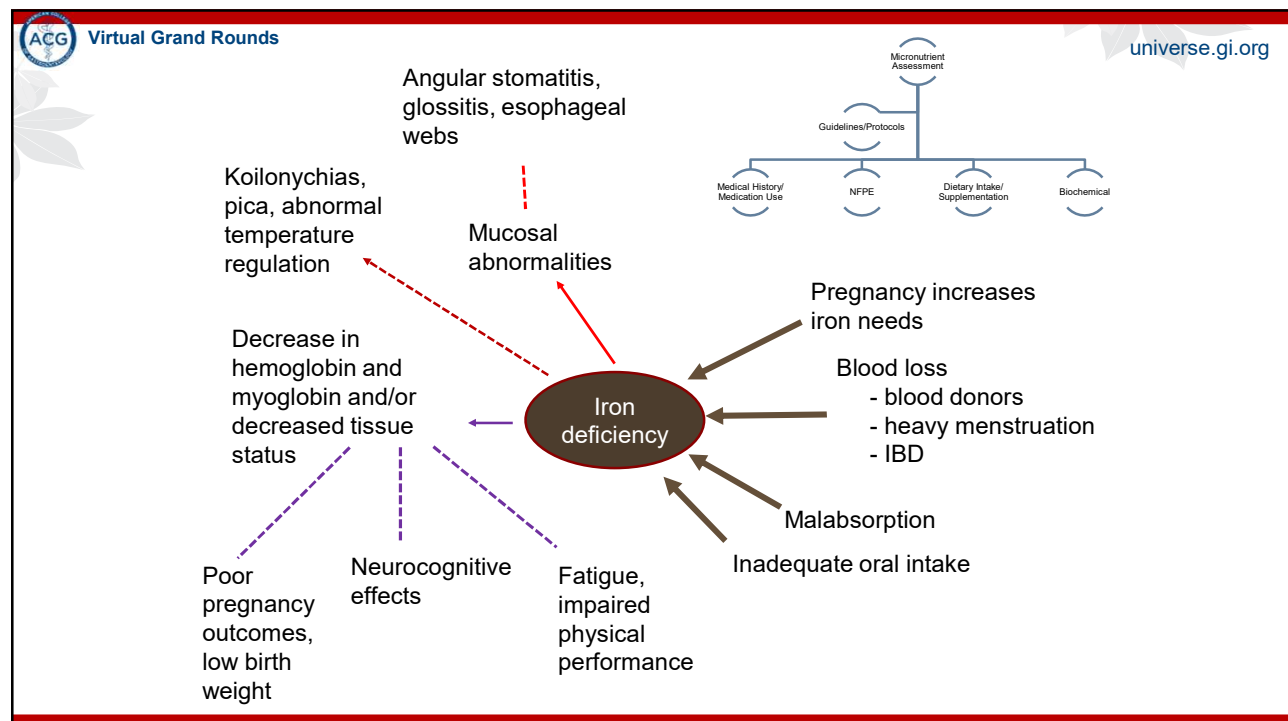 AMERICAN COLLEGE
ACG
Virtual Grand Rounds
universe.gi.org
Micronutrient
Assessment
Guidelines/Protocols
Medical History/
Medication Use
NFPE
Dietary Intake/
Supplementation
Biochemical
Angular stomatitis,
glossitis, esophageal
webs
Koilonychias,
pica, abnormal
temperature
regulation
Mucosal
abnormalities
Pregnancy increases
iron needs
Decrease in
hemoglobin and
myoglobin and/or
decreased tissue
status
Iron
deficiency
Blood loss
- blood donors
- heavy menstruation
- IBD
Malabsorption
Inadequate oral intake
Poor
pregnancy
outcomes,
low birth
weight
Neurocognitive
effects
Fatigue,
impaired
physical
performance